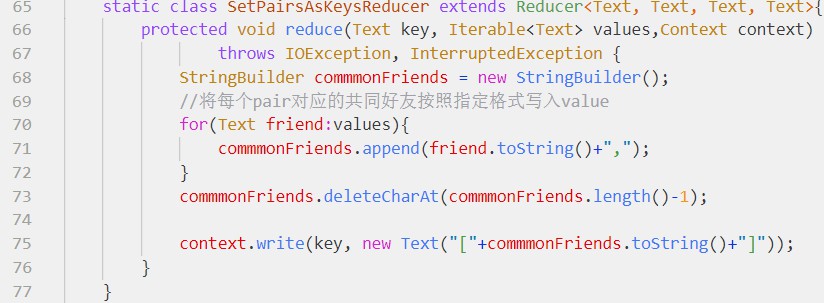 65 static class SetPairsAsKeysReducer extends Reducer<Text, Text, Text, Text>{
66 protected void reduce(Text key, Iterable<Text> values,Context context)
67 throws IOException, InterruptedException {
68 StringBuilder commmonFriends = new StringBuilder();
69 //将每个pair对应的共同好友按照指定格式写入value
70 for(Text friend:values){
71 commmonFriends.append(friend.toString()+",");
72 }
73 commmonFriends.deleteCharAt(commmonFriends.length()-1);
74
75 context.write(key, new Text("["+commmonFriends.toString()+"]"));
76 }
77 }